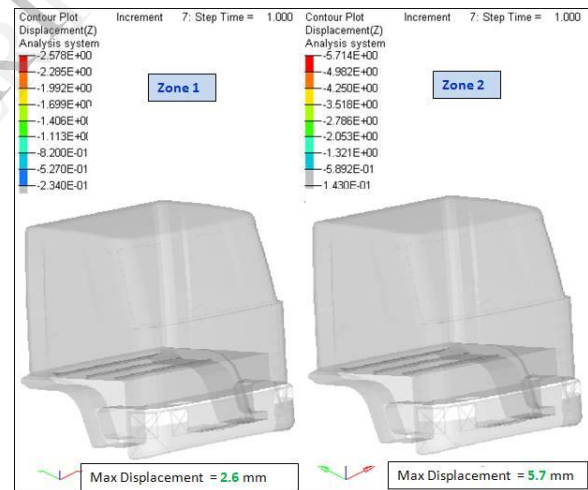 Contour Plot Increment 7: Step Time = 1.000
Displacement(Z)
Analysis system
-2.578E+00
-2.285E+00
-1.992E+00
-1.699E+00
-1.406E+00
-1.113E+00
-8.200E-01
-5.270E-01
-2.340E-01
Zone 1
Max Displacement = 2.6 mm
Contour Plot Increment 7: Step Time = 1.000
Displacement(Z)
Analysis system
-5.714E+00
-4.982E+00
-4.250E+00
-3.518E+00
-2.786E+00
-2.053E+00
-1.321E+00
-5.892E-01
1.430E-01
Zone 2
Max Displacement = 5.7 mm